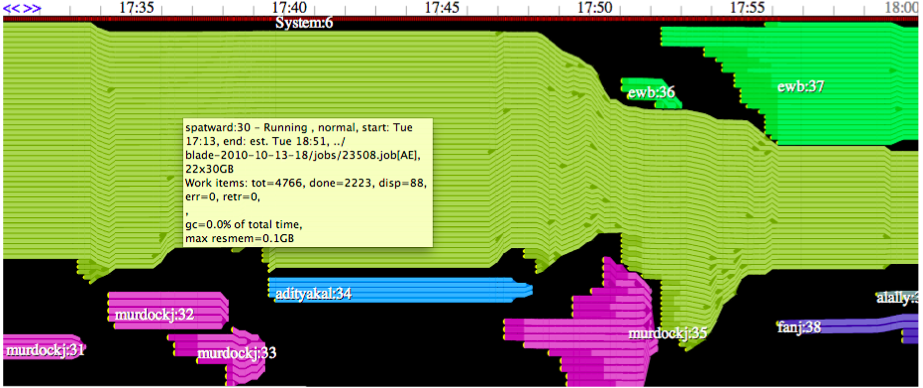 << >>
17:35 17:40 17:45 17:50 17:55 18:00
System:6
ewb:36
ewb:37
spatward:30 - Running , normal, start: Tue
17:13, end: est. Tue 18:51, ../
blade-2010-10-13-18/jobs/23508.job[AE],
22x30GB
Work items: tot=4766, done=2223, disp=88,
err=0, retr=0,
,
gc=0.0% of total time,
max resmem=0.1GB
adityakal:34
alally:3
murdockj:32
fanj:38
murdockj:35
murdockj:31
murdockj:33